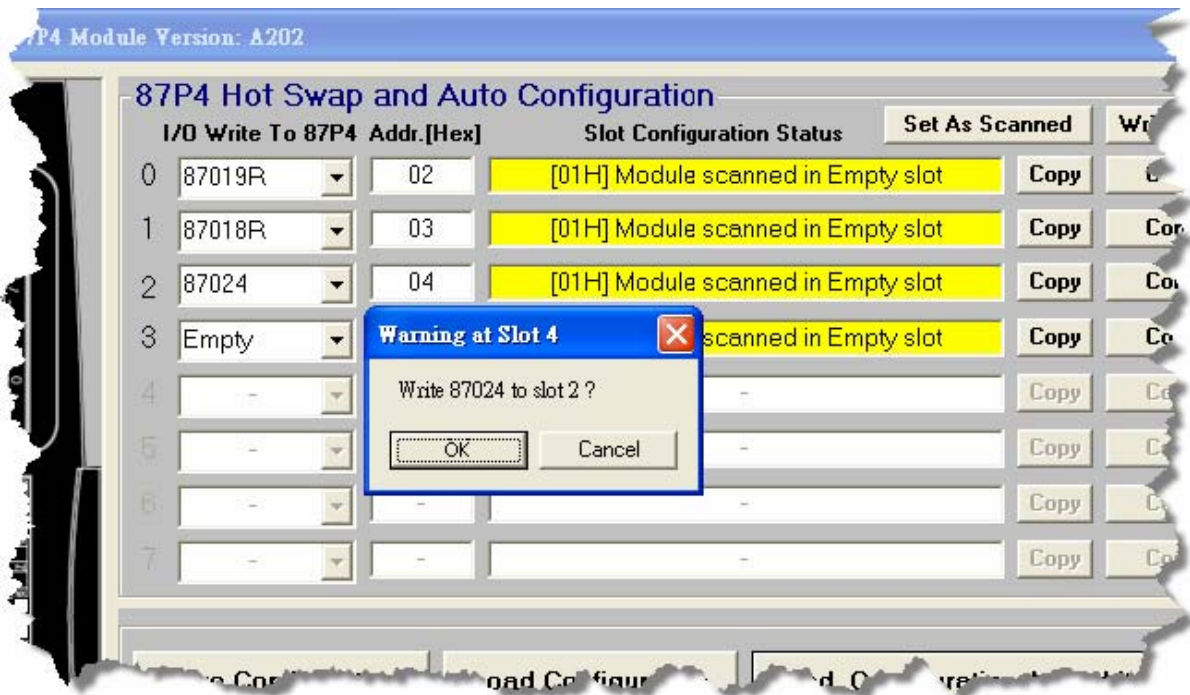 Module Version: A202
87P4 Hot Swap and Auto Configuration
I/O Write To 87P4 Addr.[Hex] Slot Configuration Status Set As Scanned
0 87019R 02 [01H] Module scanned in Empty slot Copy
1 87018R 03 [01H] Module scanned in Empty slot Copy
2 87024 04 [01H] Module scanned in Empty slot Copy
3 Empty scanned in Empty slot Copy
Warning at Slot 4
Write 87024 to slot 2 ?
OK Cancel
4 - - Copy
5 - - Copy
6 - - - Copy
7 - - - Copy